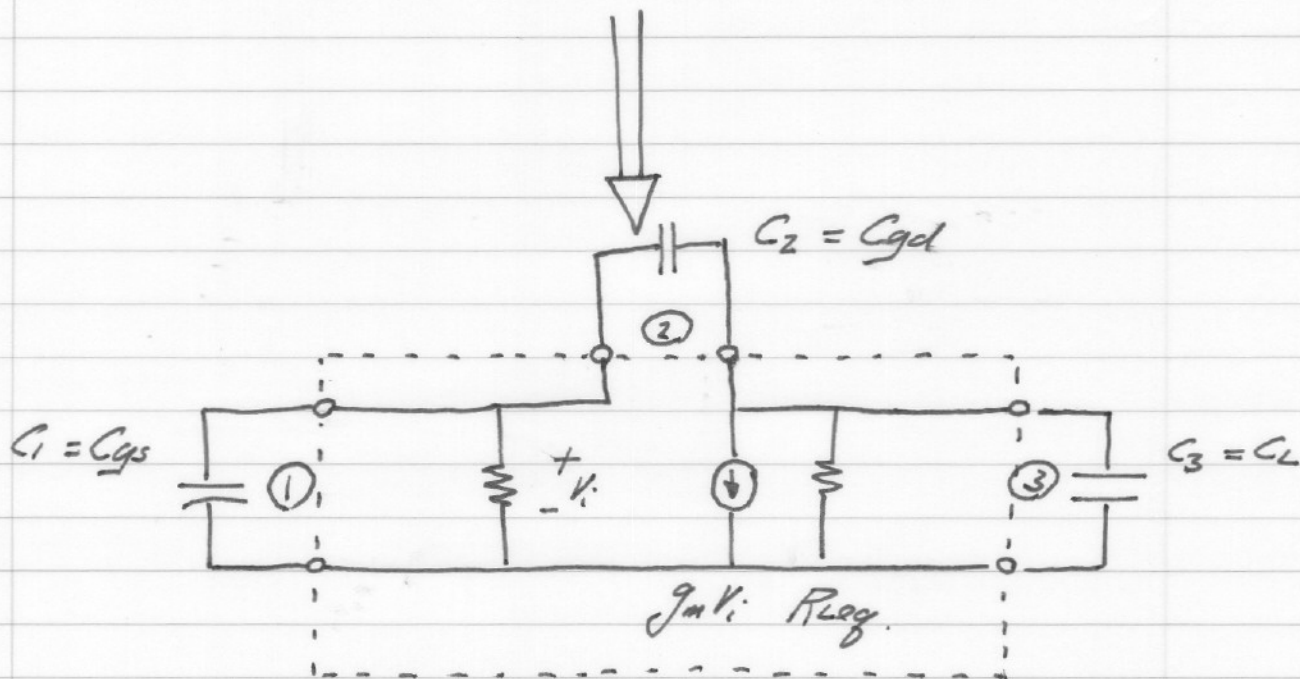 C2 = Cgd
2
C1 = Cgs
1
+
Vi
-
3
C3 = CL
gmVi RLeq.